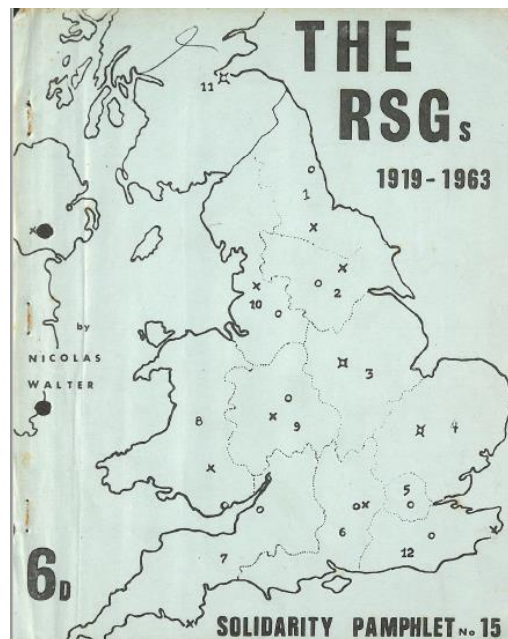 THE
RSGs
1919-1963
11
1
2
10
3
by
NICOLAS
WALTER
8
9
4
5
6
7
12
6D
SOLIDARITY PAMPHLET No 15